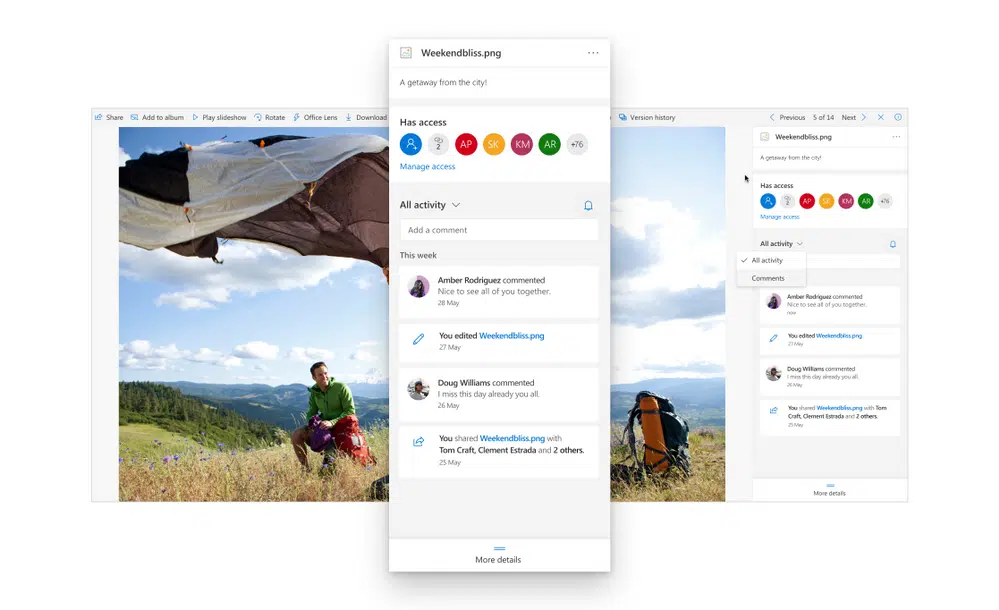 Weekendbliss.png
A getaway from the city!
Has access
2
AP
SK
KM
AR
+76
Manage access
All activity
Add a comment
This week
Amber Rodriguez commented
Nice to see all of you together.
28 May
You edited Weekendbliss.png
27 May
Doug Williams commented
I miss this day already you all.
26 May
You shared Weekendbliss.png with
Tom Craft, Clement Estrada and 2 others.
25 May
More details
Share
Add to album
Play slideshow
Rotate
Office Lens
Download
Version history
Previous
5 of 14
Next
Weekendbliss.png
A getaway from the city!
Has access
2
AP
SK
KM
AR
+76
Manage access
All activity
All activity
Comments
Amber Rodriguez commented
Nice to see all of you together.
now
You edited Weekendbliss.png
27 May
Doug Williams commented
I miss this day already you all.
26 May
You shared Weekendbliss.png with Tom
Craft, Clement Estrada and 2 others.
25 May
More details